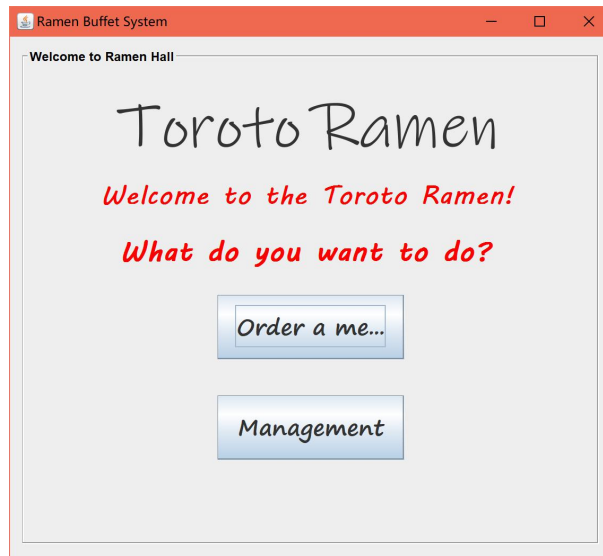 Ramen Buffet System
Welcome to Ramen Hall
Toroto Ramen
Welcome to the Toroto Ramen!
What do you want to do?
Order a me...
Management